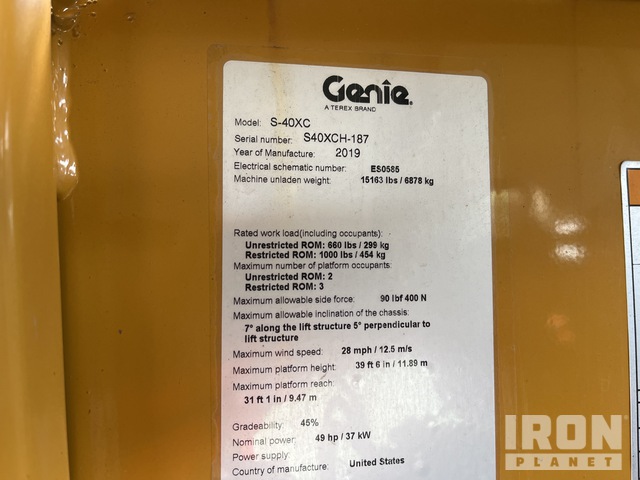 Genie
A TEREX BRAND
Model: S-40XC
Serial number: S40XCH-187
Year of Manufacture: 2019
Electrical schematic number: ES0585
Machine unladen weight: 15163 lbs / 6878 kg
Rated work load(including occupants):
Unrestricted ROM: 660 lbs / 299 kg
Restricted ROM: 1000 lbs / 454 kg
Maximum number of platform occupants:
Unrestricted ROM: 2
Restricted ROM: 3
Maximum allowable side force: 90 lbf 400 N
Maximum allowable inclination of the chassis:
7° along the lift structure 5° perpendicular to
lift structure
Maximum wind speed: 28 mph / 12.5 m/s
Maximum platform height: 39 ft 6 in / 11.89 m
Maximum platform reach:
31 ft 1 in / 9.47 m
Gradeability: 45%
Nominal power: 49 hp / 37 kW
Power supply:
Country of manufacture: United States
IRON
PLANET